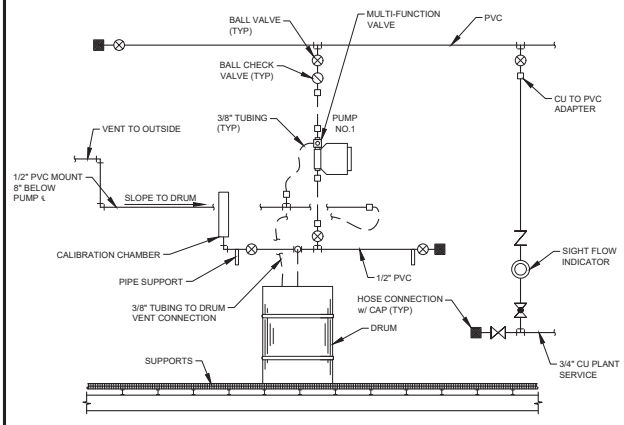 BALL VALVE
(TYP)
MULTI-FUNCTION
VALVE
PVC
BALL CHECK
VALVE (TYP)
CU TO PVC
ADAPTER
3/8" TUBING
(TYP)
PUMP
NO.1
VENT TO OUTSIDE
1/2" PVC MOUNT
8" BELOW
PUMP ℄
SLOPE TO DRUM
CALIBRATION CHAMBER
SIGHT FLOW
INDICATOR
PIPE SUPPORT
1/2" PVC
3/8" TUBING TO DRUM
VENT CONNECTION
HOSE CONNECTION
w/ CAP (TYP)
DRUM
SUPPORTS
3/4" CU PLANT
SERVICE